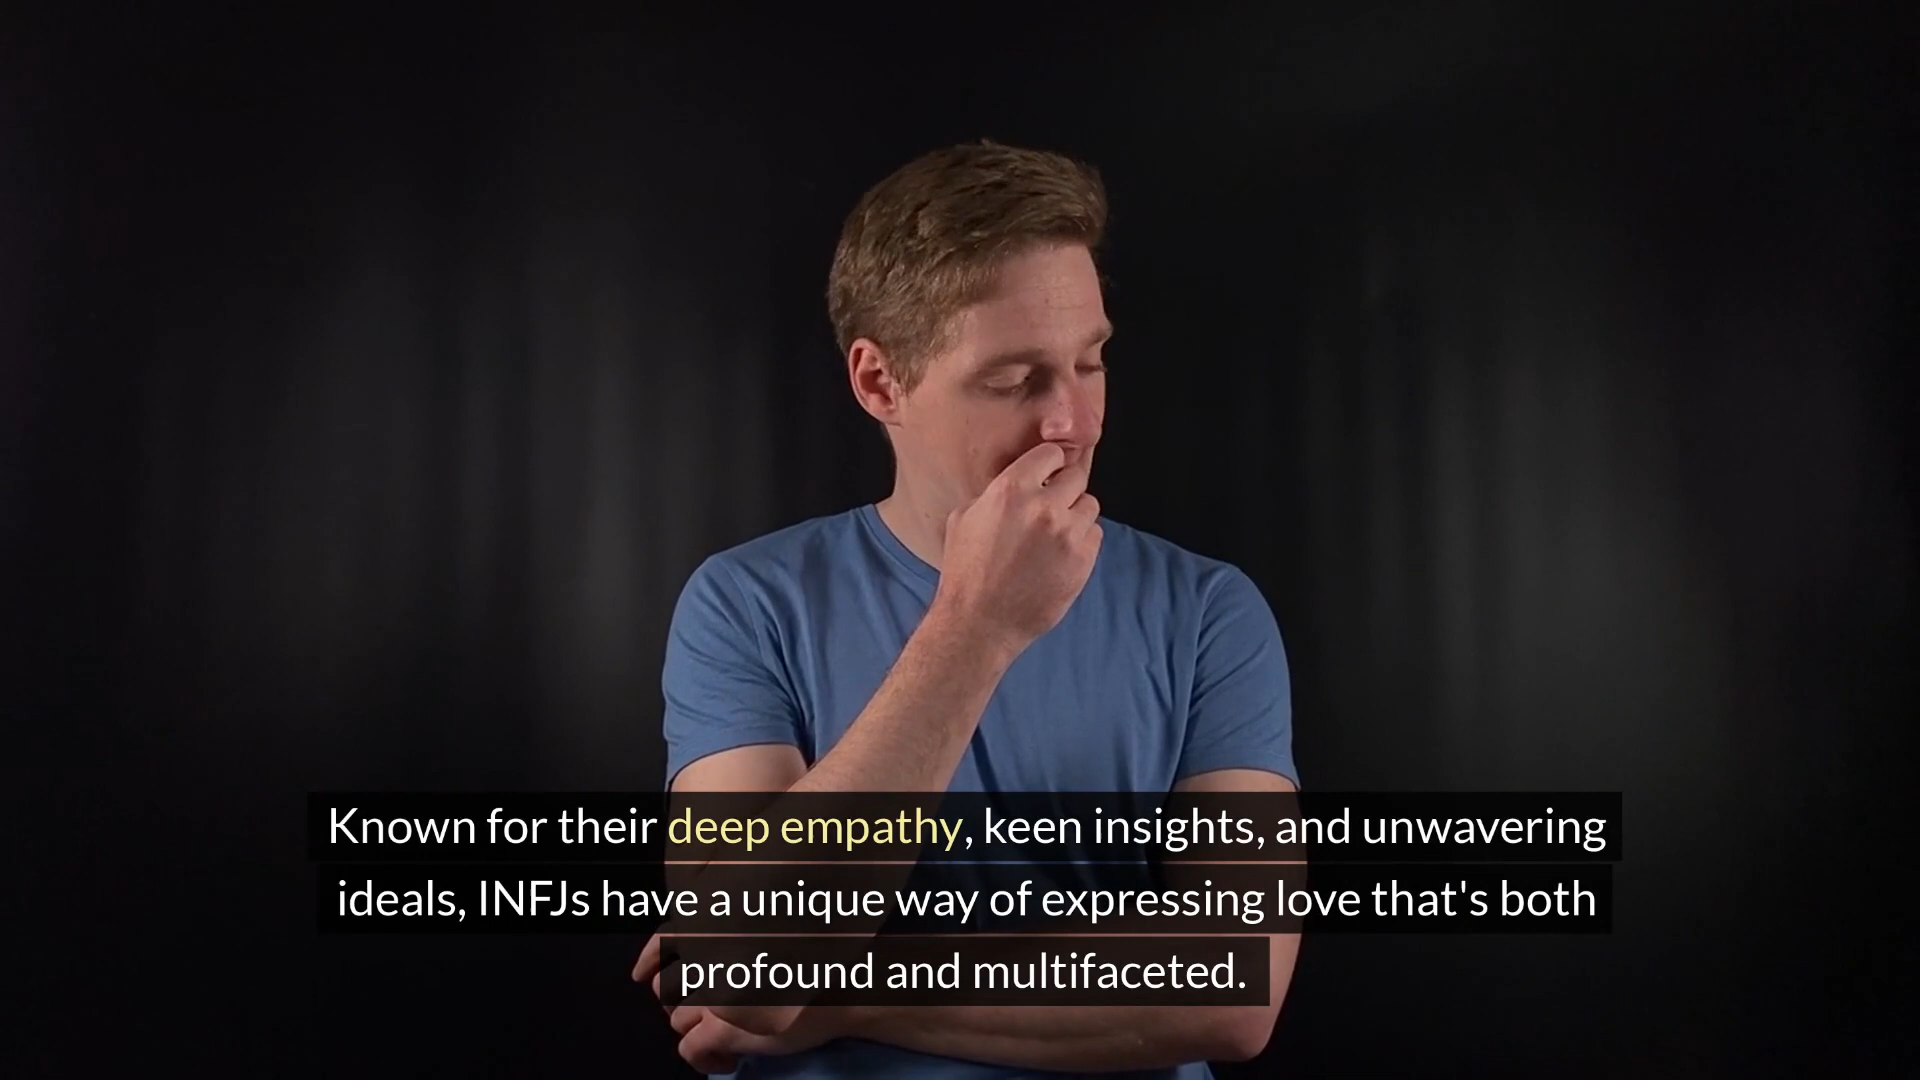 Known for their deep empathy, keen insights, and unwavering
ideals, INFJs have a unique way of expressing love that's both
profound and multifaceted.